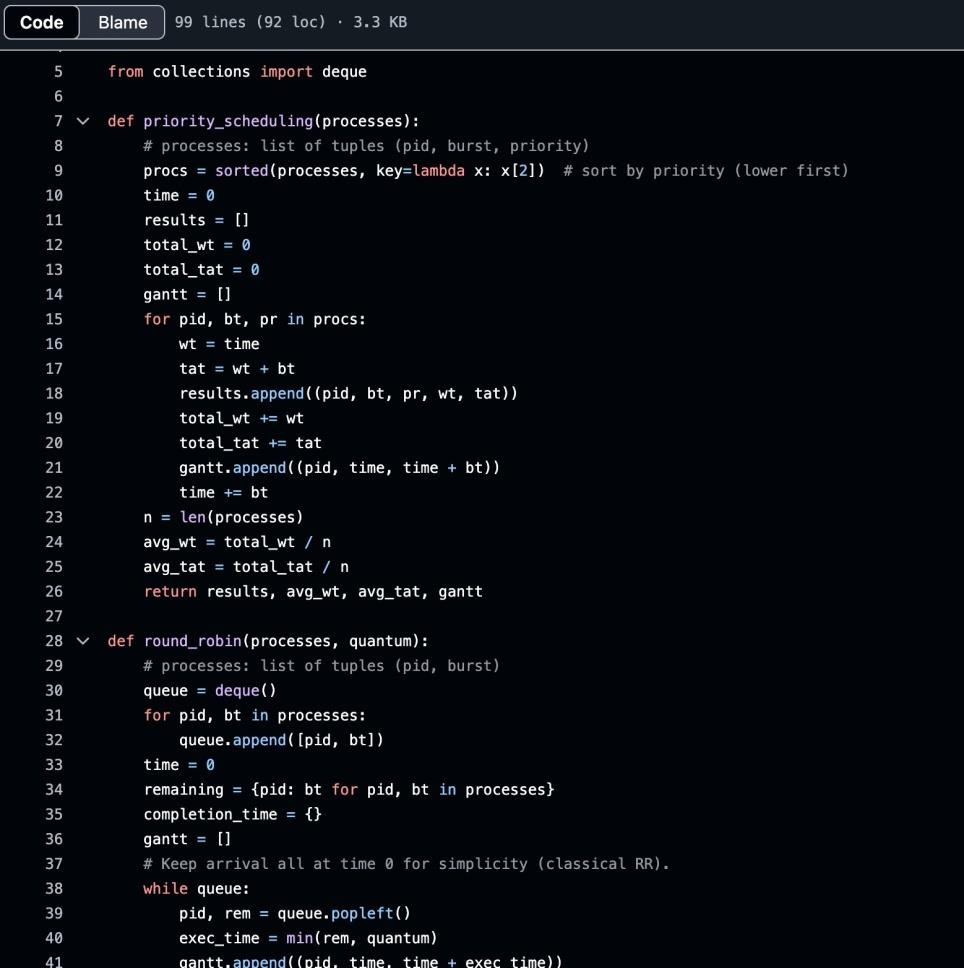 Code Blame 99 lines (92 loc) · 3.3 KB
5 from collections import deque
6
7 def priority_scheduling(processes):
8 # processes: list of tuples (pid, burst, priority)
9 procs = sorted(processes, key=lambda x: x[2])  # sort by priority (lower first)
10 time = 0
11 results = []
12 total_wt = 0
13 total_tat = 0
14 gantt = []
15 for pid, bt, pr in procs:
16 wt = time
17 tat = wt + bt
18 results.append((pid, bt, pr, wt, tat))
19 total_wt += wt
20 total_tat += tat
21 gantt.append((pid, time, time + bt))
22 time += bt
23 n = len(processes)
24 avg_wt = total_wt / n
25 avg_tat = total_tat / n
26 return results, avg_wt, avg_tat, gantt
27
28 def round_robin(processes, quantum):
29 # processes: list of tuples (pid, burst)
30 queue = deque()
31 for pid, bt in processes:
32 queue.append([pid, bt])
33 time = 0
34 remaining = {pid: bt for pid, bt in processes}
35 completion_time = {}
36 gantt = []
37 # Keep arrival all at time 0 for simplicity (classical RR).
38 while queue:
39 pid, rem = queue.popleft()
40 exec_time = min(rem, quantum)
41 gantt.append((pid, time, time + exec_time))